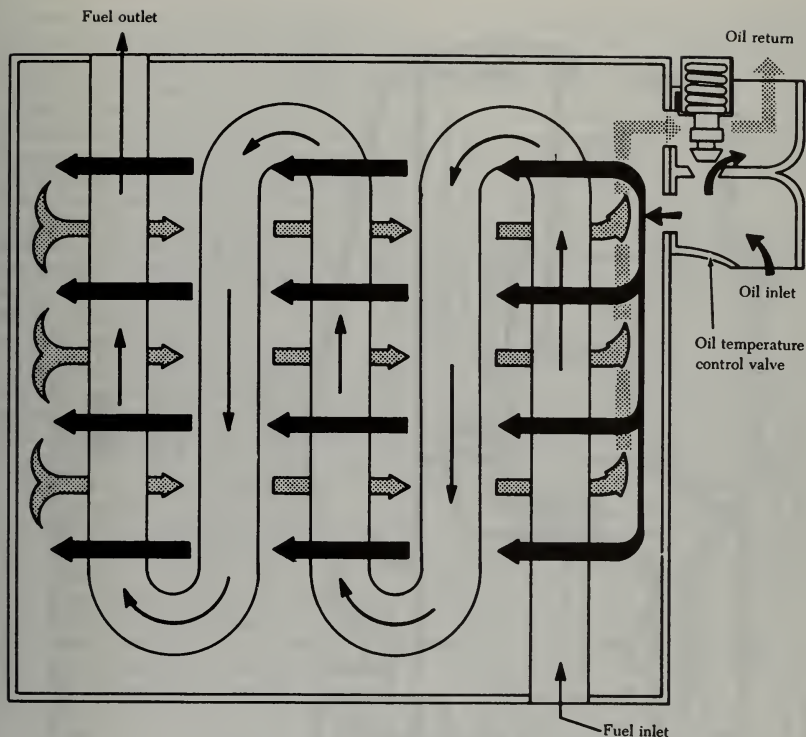 Fuel outlet
Oil return
Oil inlet
Oil temperature
control valve
Fuel inlet